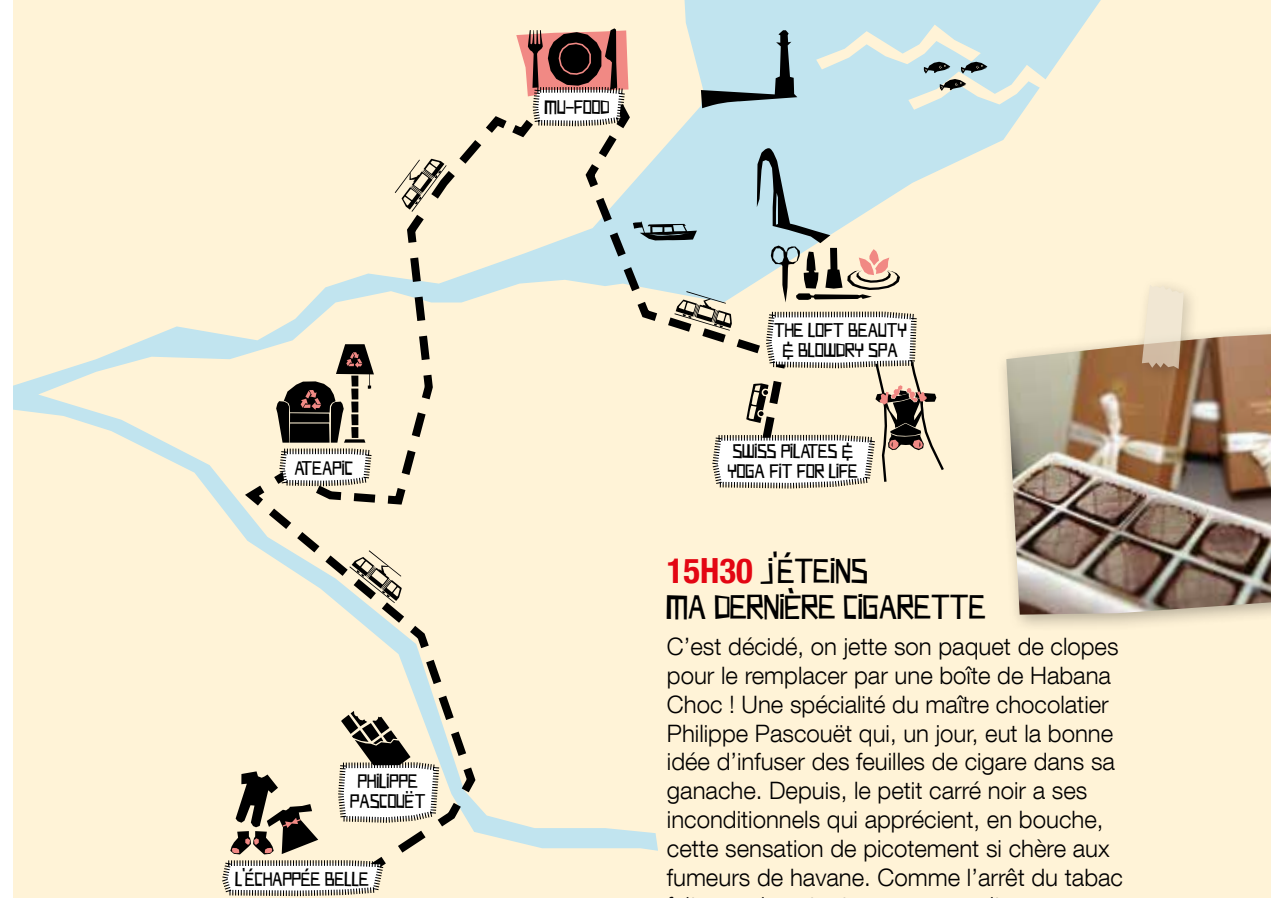 MU-FOOD
THE LOFT BEAUTY
& BLOWDRY SPA
ATEAPIC
SWISS PILATES &
YOGA FIT FOR LIFE
PHILIPPE
PASCOUËT
L'ÉCHAPPÉE BELLE
15H30 J'ÉTEINS
MA DERNIÈRE CIGARETTE
C'est décidé, on jette son paquet de clopes
pour le remplacer par une boîte de Habana
Choc ! Une spécialité du maître chocolatier
Philippe Pascouët qui, un jour, eut la bonne
idée d'infuser des feuilles de cigare dans sa
ganache. Depuis, le petit carré noir a ses
inconditionnels qui apprécient, en bouche,
cette sensation de picotement si chère aux
fumeurs de havane. Comme l'arrêt du tabac